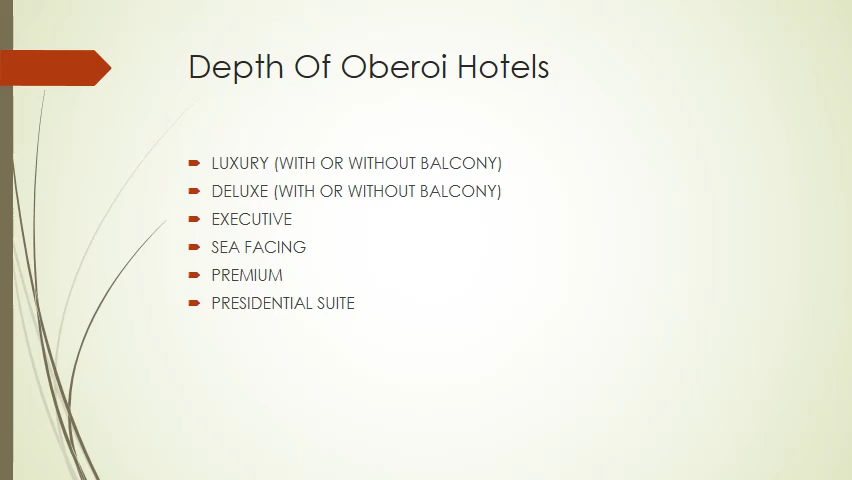 Depth Of Oberoi Hotels
LUXURY (WITH OR WITHOUT BALCONY)
DELUXE (WITH OR WITHOUT BALCONY)
EXECUTIVE
SEA FACING
PREMIUM
PRESIDENTIAL SUITE